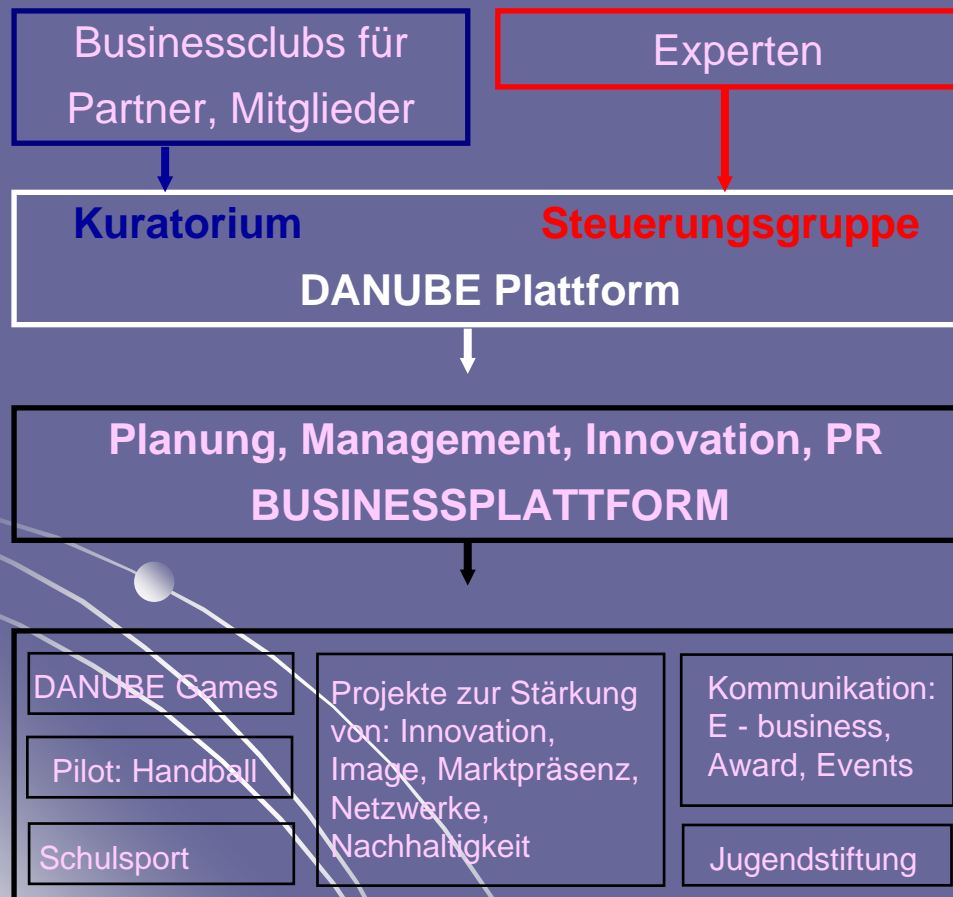 Businessclubs für
Partner, Mitglieder
Experten
Kuratorium
Steuerungsgruppe
DANUBE Plattform
Planung, Management, Innovation, PR
BUSINESSPLATTFORM
DANUBE Games
Pilot: Handball
Schulsport
Projekte zur Stärkung
von: Innovation,
Image, Marktpräsenz,
Netzwerke,
Nachhaltigkeit
Kommunikation:
E - business,
Award, Events
Jugendstiftung